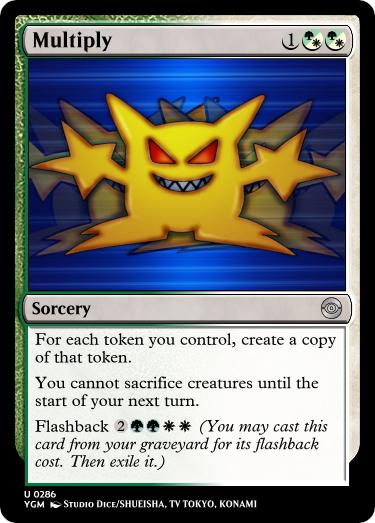 Multiply 1
Sorcery
For each token you control, create a copy
of that token.
You cannot sacrifice creatures until the
start of your next turn.
Flashback 2 (You may cast this
card from your graveyard for its flashback
cost. Then exile it.)
U 0286
YGM Studio Dice/SHUEISHA, TV TOKYO, KONAMI